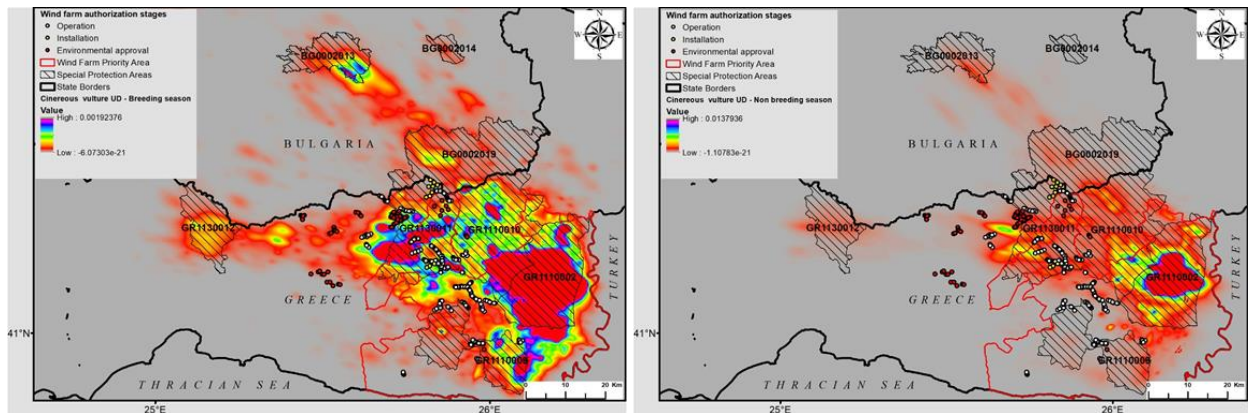 Wind farm authorization stages
Operation
Installation
Environmental approval
Wind Farm Priority Area
Special Protection Areas
State Borders
Cinereous vulture UD - Breeding season
Value
High : 0.00192376
Low : -6.07303e-21
N
W
E
S
BG0002013
BG0002014
BULGARIA
BG0002019
GR1130012
GR1130011
GR1110010
GR1110002
TURKEY
GREECE
41°N
GR1110006
THRACIAN SEA
0 10 20 Km
25°E
26°E
Wind farm authorization stages
Operation
Installation
Environmental approval
Wind Farm Priority Area
Special Protection Areas
State Borders
Cinereous vulture UD - Non breeding season
Value
High : 0.0137936
Low : -1.10783e-21
N
W
E
S
BG0002013
BG0002014
BULGARIA
BG0002019
GR1130012
GR1130011
GR1110010
GR1110002
TURKEY
GREECE
41°N
GR1110006
THRACIAN SEA
0 10 20 Km
25°E
26°E